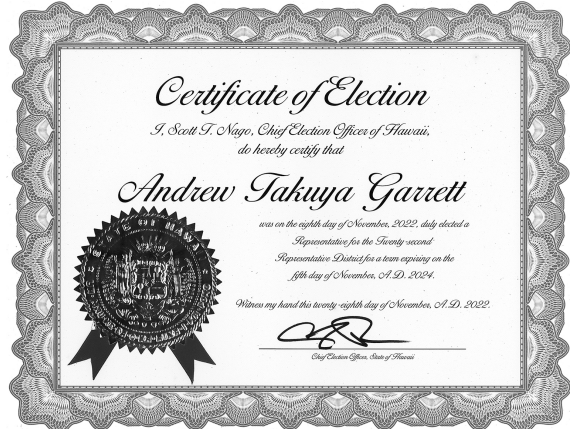 Certificate of Election
I, Scott T. Nago, Chief Election Officer of Hawaii,
do hereby certify that
Andrew Takuya Garrett
was on the eighth day of November, 2022, duly elected a
Representative for the Twenty-second
Representative District for a term expiring on the
fifth day of November, A.D. 2024.
Witness my hand this twenty-eighth day of November, A.D. 2022.
Chief Election Officer, State of Hawaii
STATE OF HAWAII